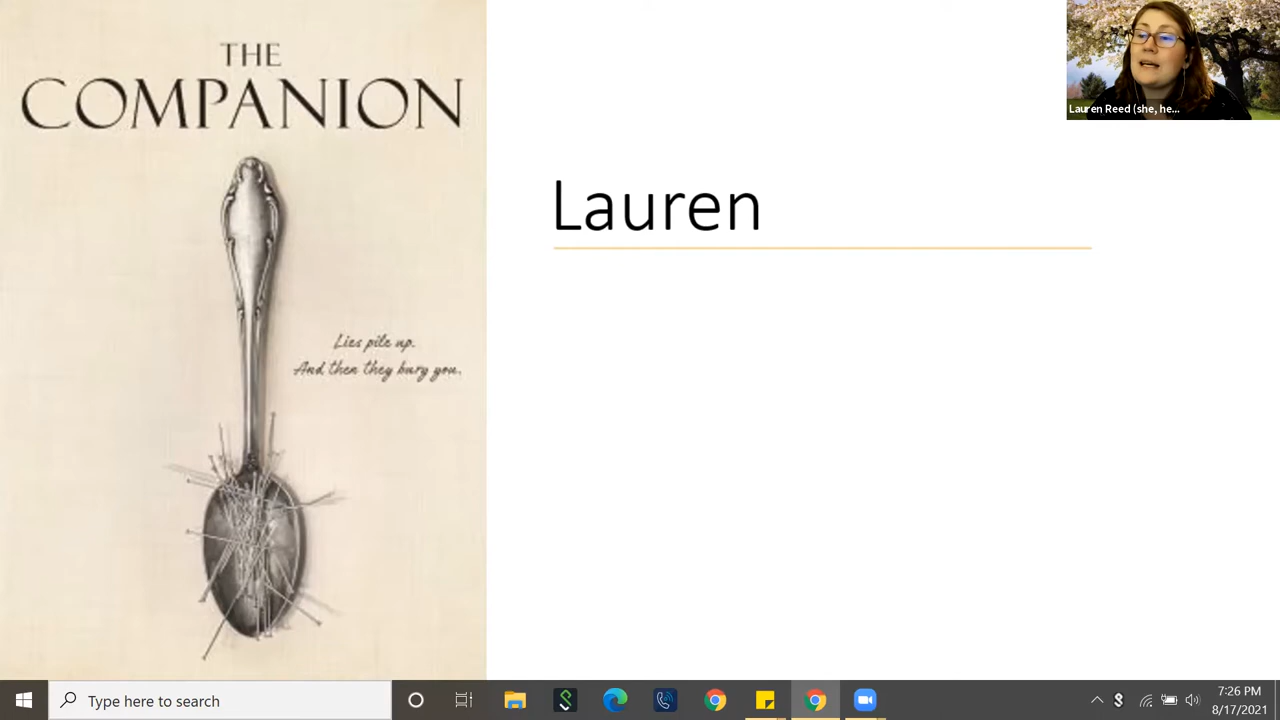 THE
COMPANION
Lies pile up.
And then they bury you.
Lauren
Lauren Reed (she, he...
Type here to search
7:26 PM
8/17/2021